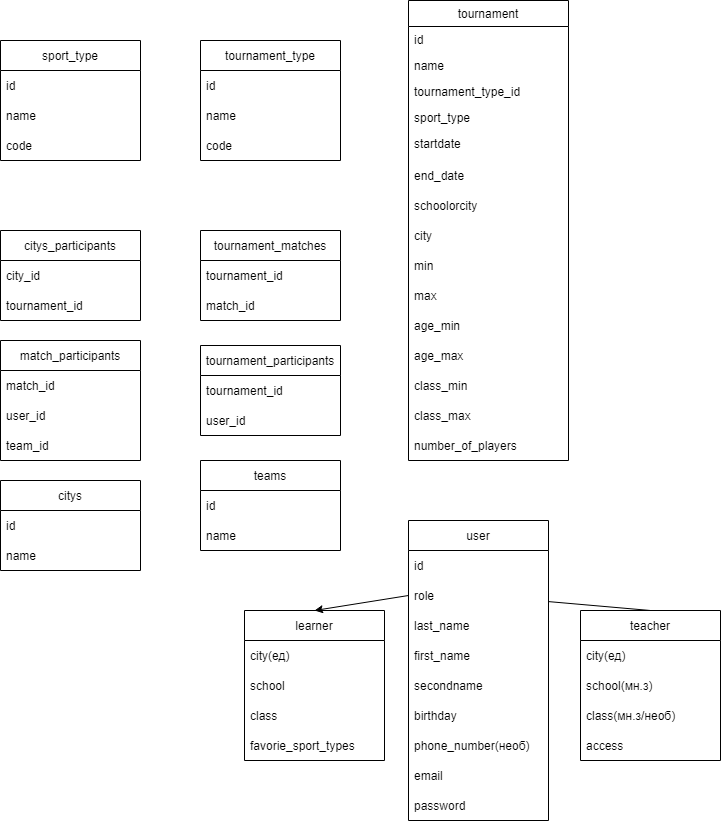 sport_type
id
name
code
tournament_type
id
name
code
tournament
id
name
tournament_type_id
sport_type
startdate
end_date
schoolorcity
city
min
max
age_min
age_max
class_min
class_max
number_of_players
citys_participants
city_id
tournament_id
tournament_matches
tournament_id
match_id
match_participants
match_id
user_id
team_id
tournament_participants
tournament_id
user_id
citys
id
name
teams
id
name
user
id
role
last_name
first_name
secondname
birthday
phone_number(необ)
email
password
learner
city(ед)
school
class
favorie_sport_types
teacher
city(ед)
school(мн.з)
class(мн.з/необ)
access